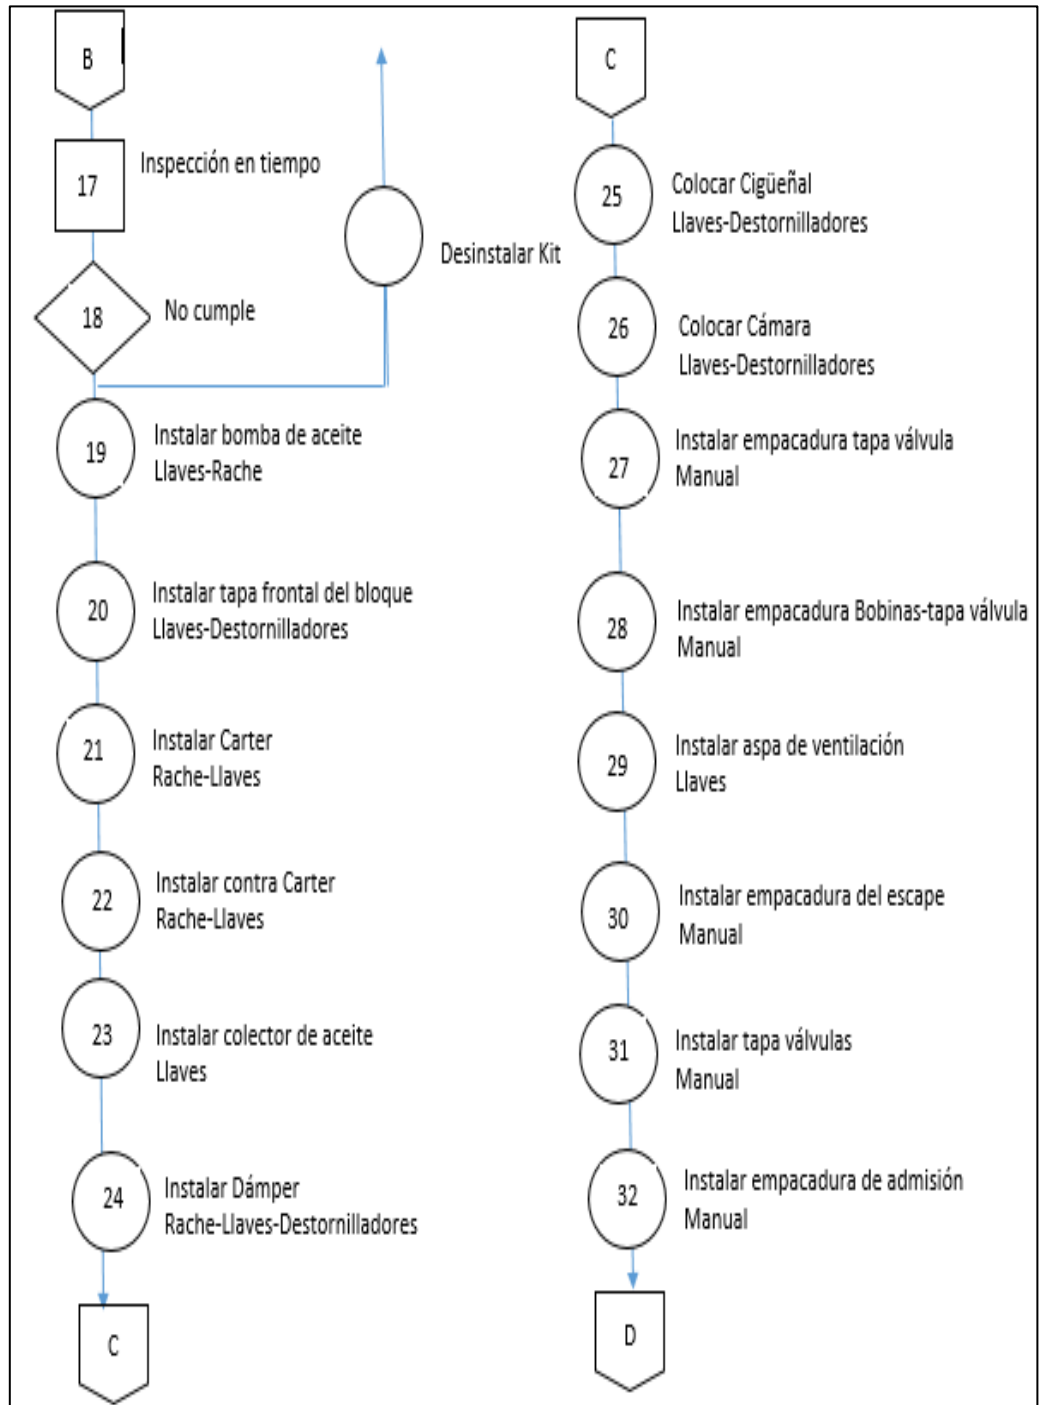 B
17
Inspección en tiempo
18
No cumple
Desinstalar Kit
19
Instalar bomba de aceite
Llaves-Rache
20
Instalar tapa frontal del bloque
Llaves-Destornilladores
21
Instalar Carter
Rache-Llaves
22
Instalar contra Carter
Rache-Llaves
23
Instalar colector de aceite
Llaves
24
Instalar Dámper
Rache-Llaves-Destornilladores
C
C
25
Colocar Cigüeñal
Llaves-Destornilladores
26
Colocar Cámara
Llaves-Destornilladores
27
Instalar empacadura tapa válvula
Manual
28
Instalar empacadura Bobinas-tapa válvula
Manual
29
Instalar aspa de ventilación
Llaves
30
Instalar empacadura del escape
Manual
31
Instalar tapa válvulas
Manual
32
Instalar empacadura de admisión
Manual
D